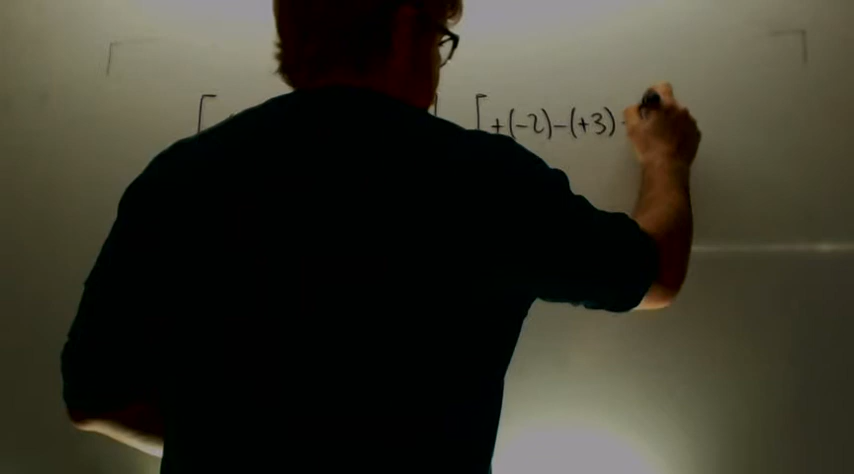 [ [ +(-2)-(+3)-